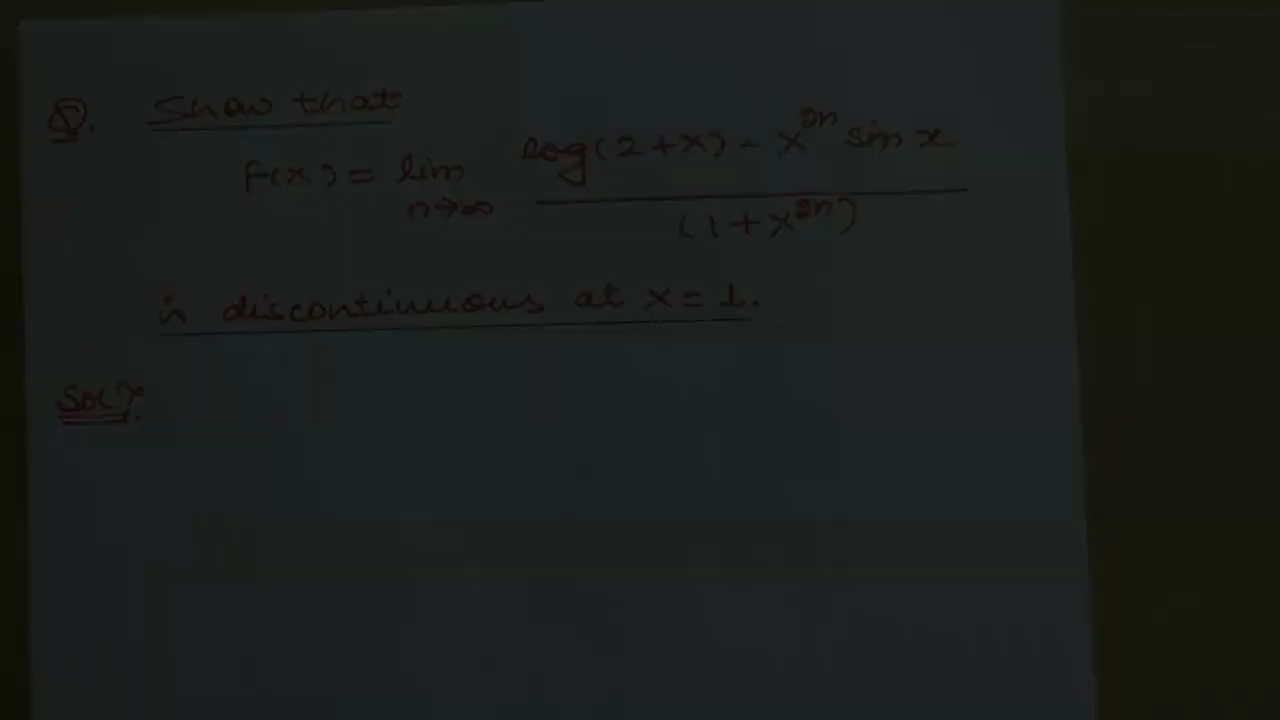 Q. Show that
f(x) = lim n→∞ log(2+x) - x^2n sin x / (1+x^2n)
is discontinuous at x = 1.
Sol^n.